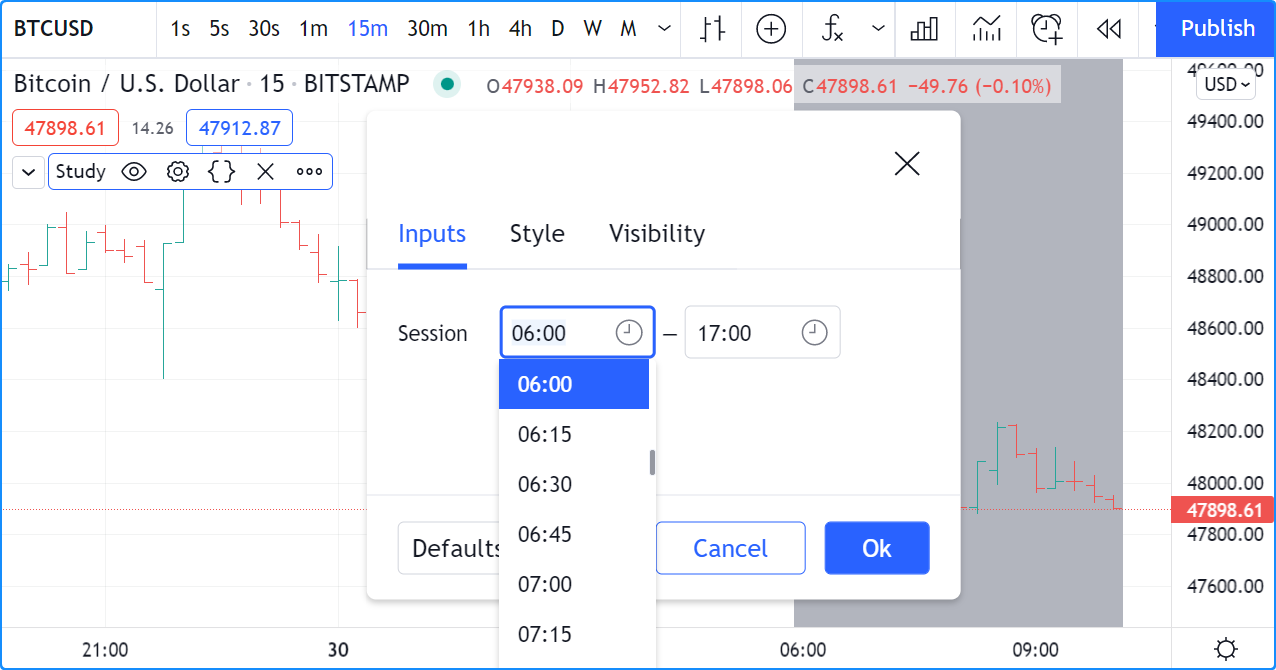 BTCUSD 1s 5s 30s 1m 15m 30m 1h 4h D W M Publish
Bitcoin / U.S. Dollar · 15 · BITSTAMP O47938.09 H47952.82 L47898.06 C47898.61 −49.76 (−0.10%)
USD
47898.61 14.26 47912.87
49400.00
Study {} 
49200.00
49000.00
Inputs Style Visibility
48800.00
Session 06:00 – 17:00
48600.00
06:00
48400.00
06:15
48200.00
06:30
48000.00
47898.61
06:45
47800.00
Defaults Cancel Ok
07:00
47600.00
07:15
21:00 30 06:00 09:00